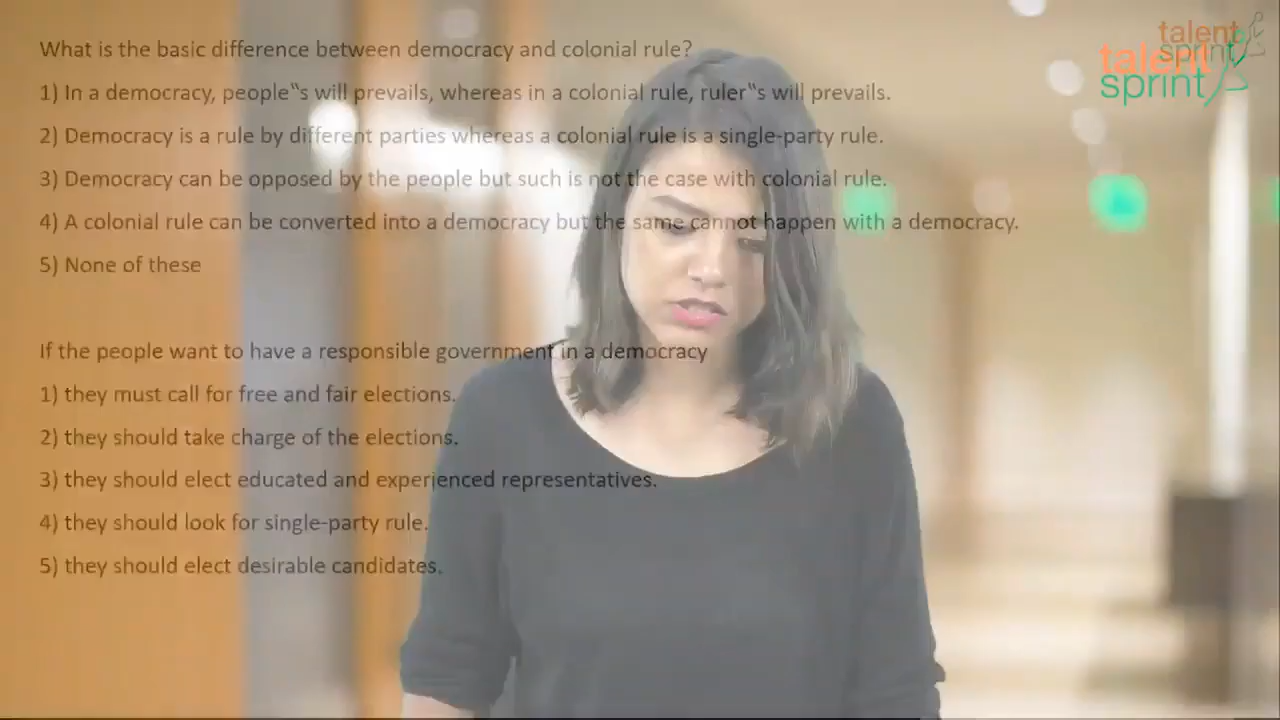 What is the basic difference between democracy and colonial rule?
1) In a democracy, people‟s will prevails, whereas in a colonial rule, ruler‟s will prevails.
2) Democracy is a rule by different parties whereas a colonial rule is a single-party rule.
3) Democracy can be opposed by the people but such is not the case with colonial rule.
4) A colonial rule can be converted into a democracy but the same cannot happen with a democracy.
5) None of these
If the people want to have a responsible government in a democracy
1) they must call for free and fair elections.
2) they should take charge of the elections.
3) they should elect educated and experienced representatives.
4) they should look for single-party rule.
5) they should elect desirable candidates.
talent
sprint
talent
sprint